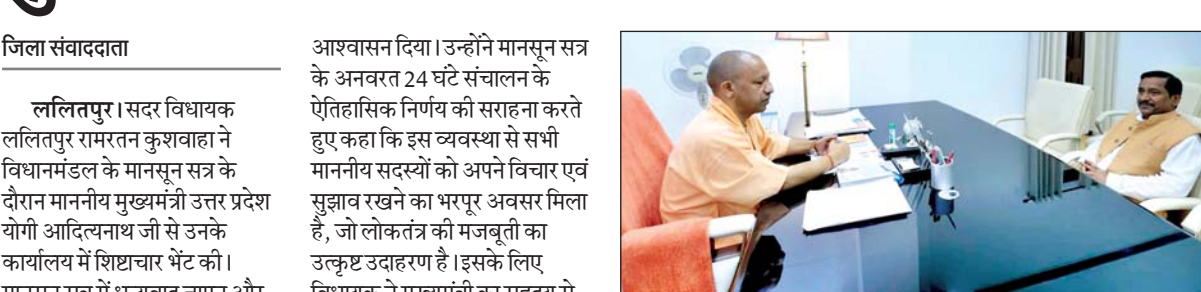 जिला संवाददाता
ललितपुर। सदर विधायक
ललितपुर रामरतन कुशवाहा ने
विधानमंडल के मानसून सत्र के
दौरान माननीय मुख्यमंत्री उत्तर प्रदेश
योगी आदित्यनाथ जी से उनके
कार्यालय में शिष्टाचार भेंट की।
आश्वासन दिया। उन्होंने मानसून सत्र
के अनवरत 24 घंटे संचालन के
ऐतिहासिक निर्णय की सराहना करते
हुए कहा कि इस व्यवस्था से सभी
माननीय सदस्यों को अपने विचार एवं
सुझाव रखने का भरपूर अवसर मिला
है, जो लोकतंत्र की मजबूती का
उत्कृष्ट उदाहरण है। इसके लिए